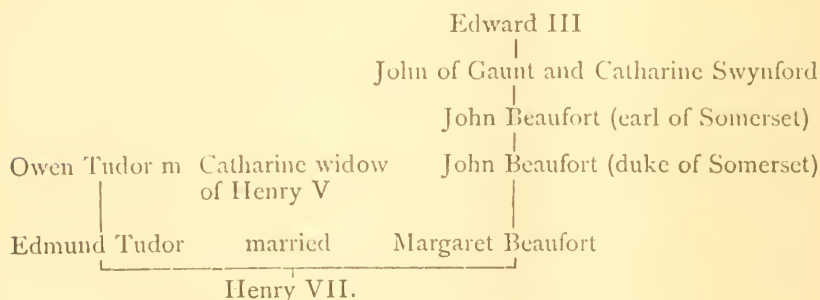 Edward III
John of Gaunt and Catharine Swynford
John Beaufort (earl of Somerset)
Owen Tudor m Catharine widow John Beaufort (duke of Somerset)
of Henry V
Edmund Tudor married Margaret Beaufort
Henry VII.